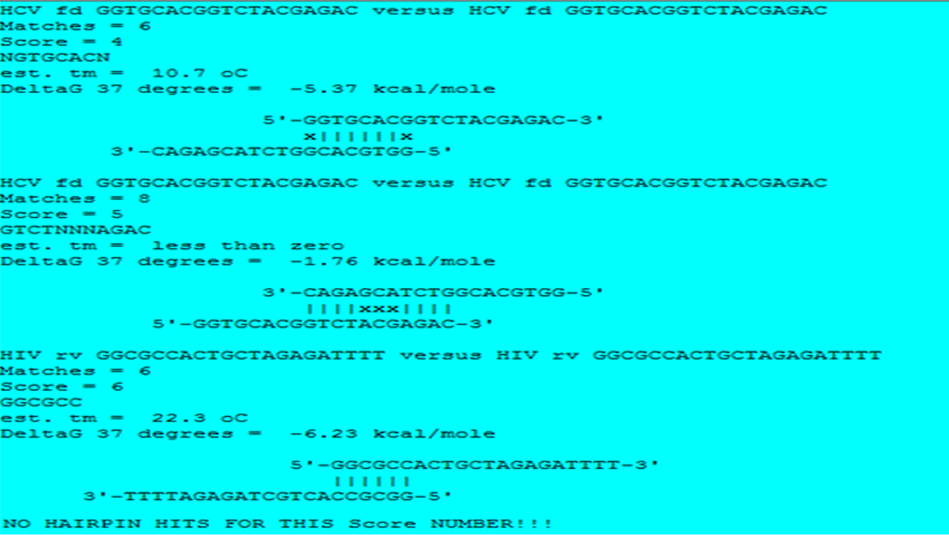 HCV fd GGTGCACGGTCTACGAGAC versus HCV fd GGTGCACGGTCTACGAGAC
Matches = 6
Score = 4
NGTGCACN
est. tm =  10.7 oC
DeltaG 37 degrees =  -5.37 kcal/mole
5'-GGTGCACGGTCTACGAGAC-3'
x||||||x
3'-CAGAGCATCTGGCACGTGG-5'
HCV fd GGTGCACGGTCTACGAGAC versus HCV fd GGTGCACGGTCTACGAGAC
Matches = 8
Score = 5
GTCTNNNAGAC
est. tm =  less than zero
DeltaG 37 degrees =  -1.76 kcal/mole
3'-CAGAGCATCTGGCACGTGG-5'
||||xxx||||
5'-GGTGCACGGTCTACGAGAC-3'
HIV rv GGCGCCACTGCTAGAGATTTT versus HIV rv GGCGCCACTGCTAGAGATTTT
Matches = 6
Score = 6
GGCGCC
est. tm =  22.3 oC
DeltaG 37 degrees =  -6.23 kcal/mole
5'-GGCGCCACTGCTAGAGATTTT-3'
||||||
3'-TTTTAGAGATCGTCACCGCGG-5'
NO HAIRPIN HITS FOR THIS Score NUMBER!!!